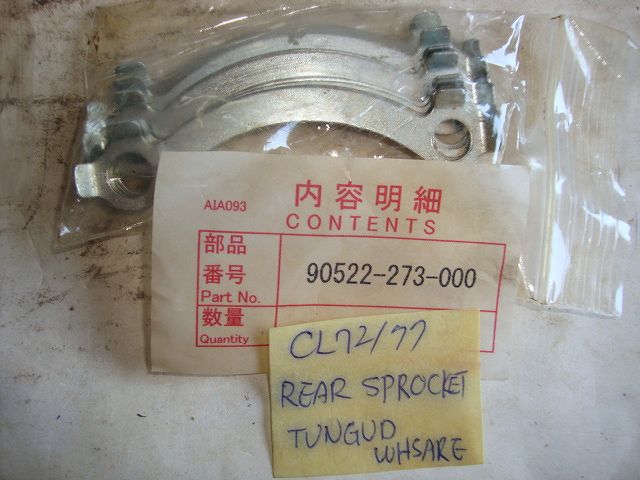 AIA093
内容明細
CONTENTS
部品
番号
Part No.
90522-273-000
数量
Quantity
CL72/77
REAR SPROCKET
TUNGUD
WHSARE